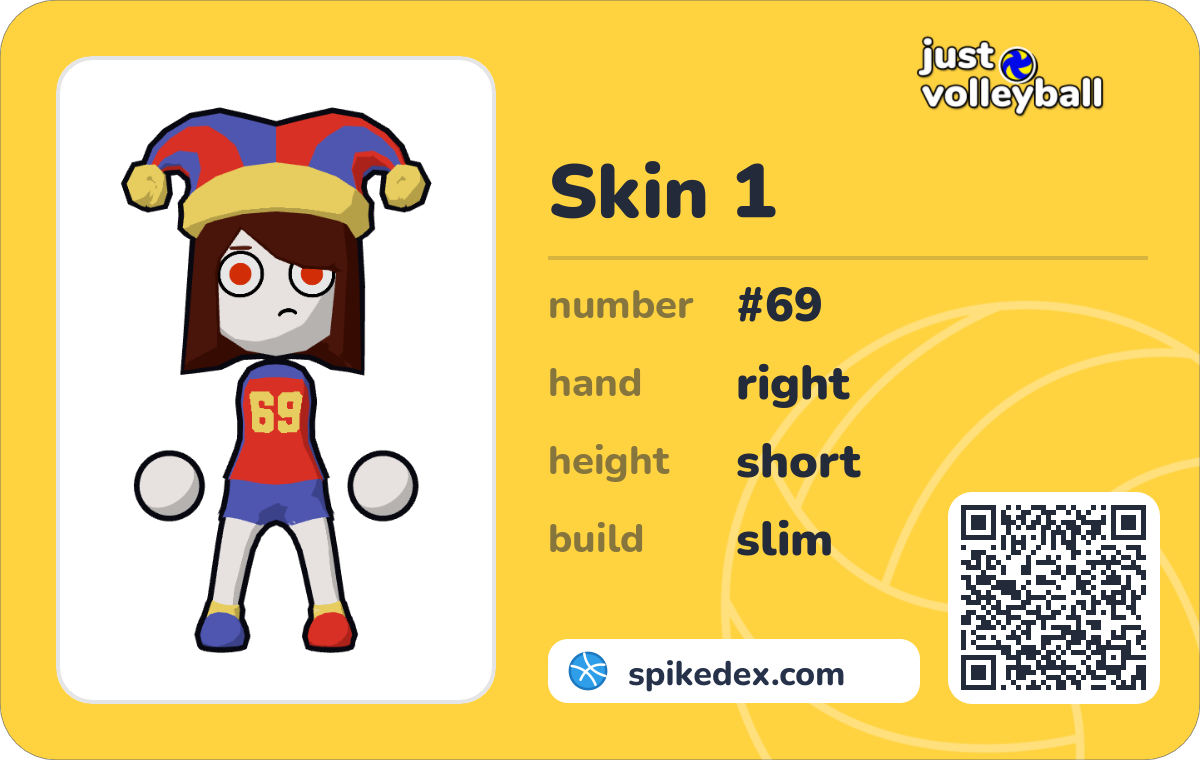 just
volleyball
Skin 1
number #69
hand right
height short
build slim
69
spikedex.com